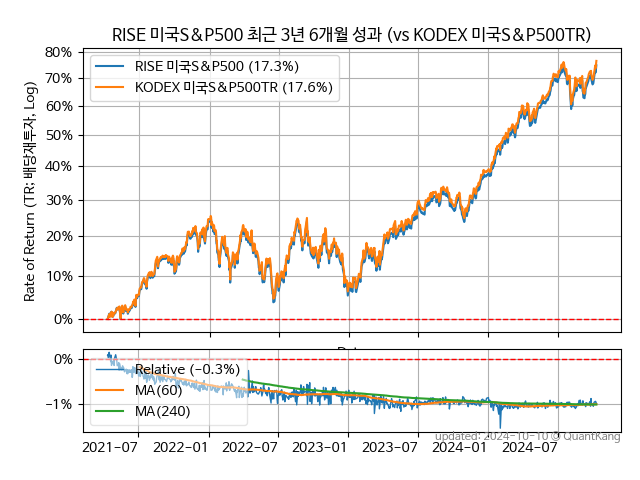 RISE 미국S&P500 최근 3년 6개월 성과 (vs KODEX 미국S&P500TR)
Rate of Return (TR: 배당재투자, Log)
80%
70%
60%
50%
40%
30%
20%
10%
0%
RISE 미국S&P500 (17.3%)
KODEX 미국S&P500TR (17.6%)
0%
−1%
Relative (−0.3%)
MA(60)
MA(240)
updated: 2024-10-10 © QuantKang
2021-07 2022-01 2022-07 2023-01 2023-07 2024-01 2024-07